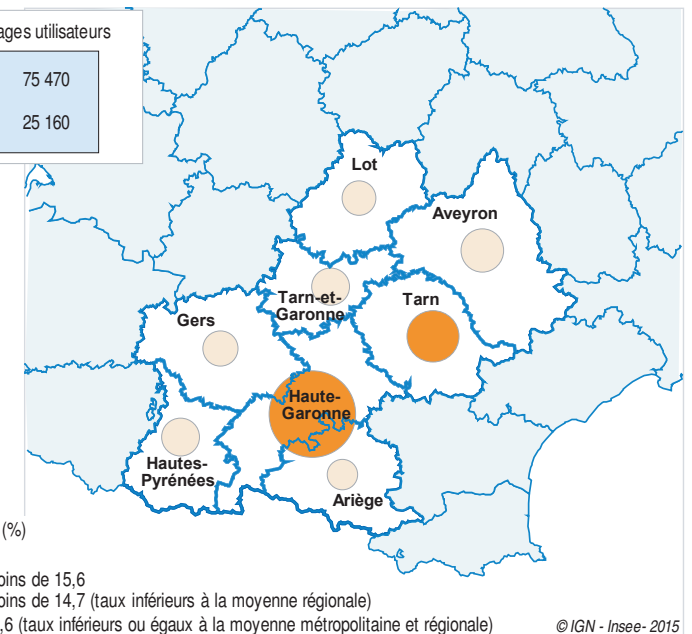 ages utilisateurs
75 470
25 160
Lot
Aveyron
Tarn-et-
Garonne
Tarn
Gers
Haute-
Garonne
Hautes-
Pyrénées
Ariège
(%)
oins de 15,6
oins de 14,7 (taux inférieurs à la moyenne régionale)
,6 (taux inférieurs ou égaux à la moyenne métropolitaine et régionale)
© IGN - Insee- 2015